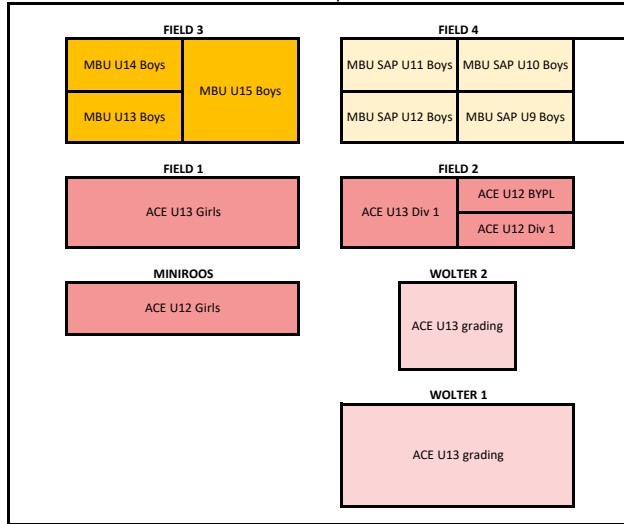 FIELD 3
FIELD 4
MBU U14 Boys
MBU U15 Boys
MBU U13 Boys
MBU SAP U11 Boys
MBU SAP U10 Boys
MBU SAP U12 Boys
MBU SAP U9 Boys
FIELD 1
FIELD 2
ACE U13 Girls
ACE U13 Div 1
ACE U12 BYPL
ACE U12 Div 1
MINIROOS
WOLTER 2
ACE U12 Girls
ACE U13 grading
WOLTER 1
ACE U13 grading